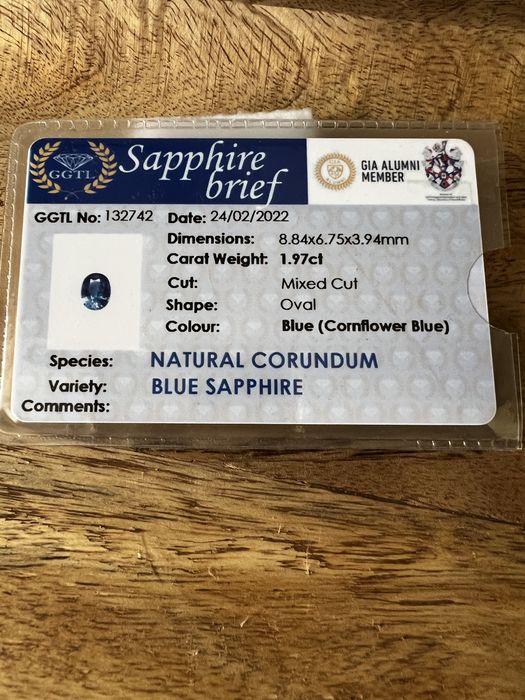 GGTL
Sapphire
brief
GIA ALUMNI
MEMBER
GGTL No: 132742 Date: 24/02/2022
Dimensions: 8.84x6.75x3.94mm
Carat Weight: 1.97ct
Cut: Mixed Cut
Shape: Oval
Colour: Blue (Cornflower Blue)
Species: NATURAL CORUNDUM
Variety: BLUE SAPPHIRE
Comments: